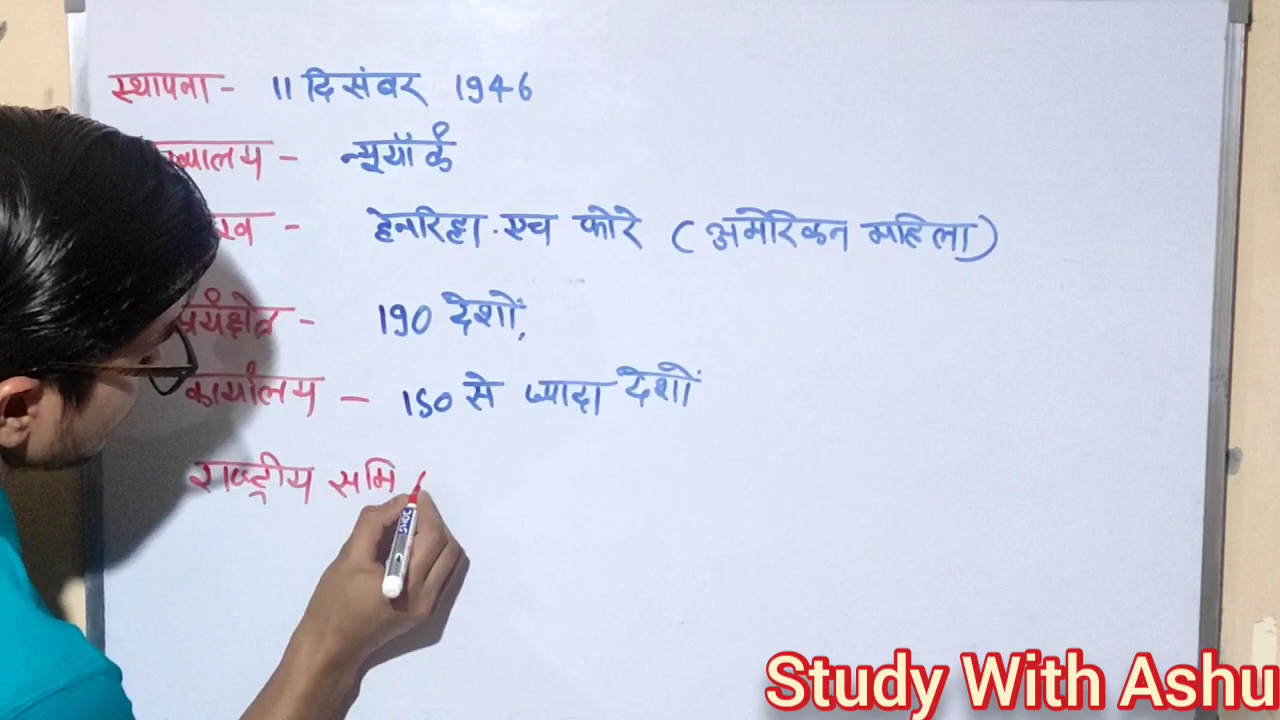 स्थापना - 11 दिसंबर 1946
- न्यूयॉर्क
- हेनरिटा. एच फोरे (अमेरिकन महिला)
- 190 देशों,
कार्यालय - 150 से ज्यादा देशों
राष्ट्रीय समि
Study With Ashu